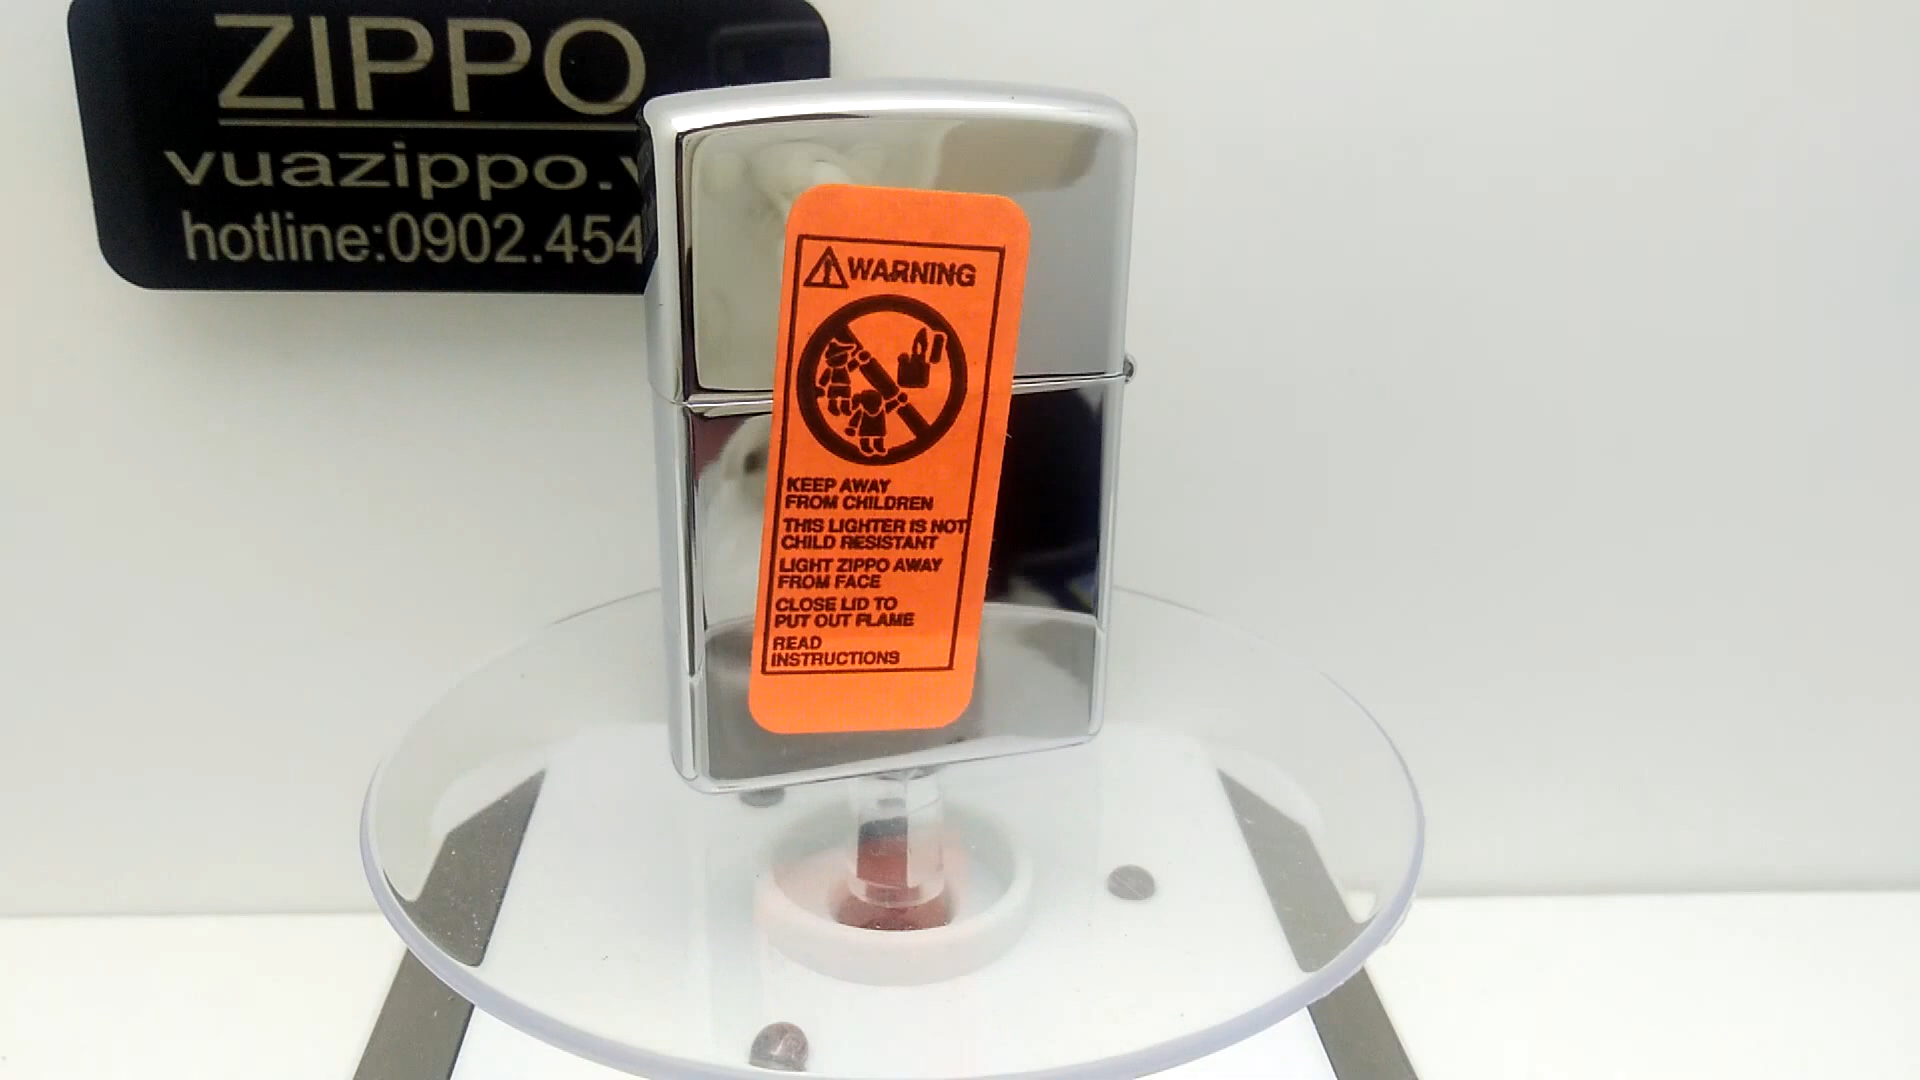 ZIPPO
vuazippo.
hotline:0902.454
WARNING
KEEP AWAY
FROM CHILDREN
THIS LIGHTER IS NOT
CHILD RESISTANT
LIGHT ZIPPO AWAY
FROM FACE
CLOSE LID TO
PUT OUT FLAME
READ
INSTRUCTIONS